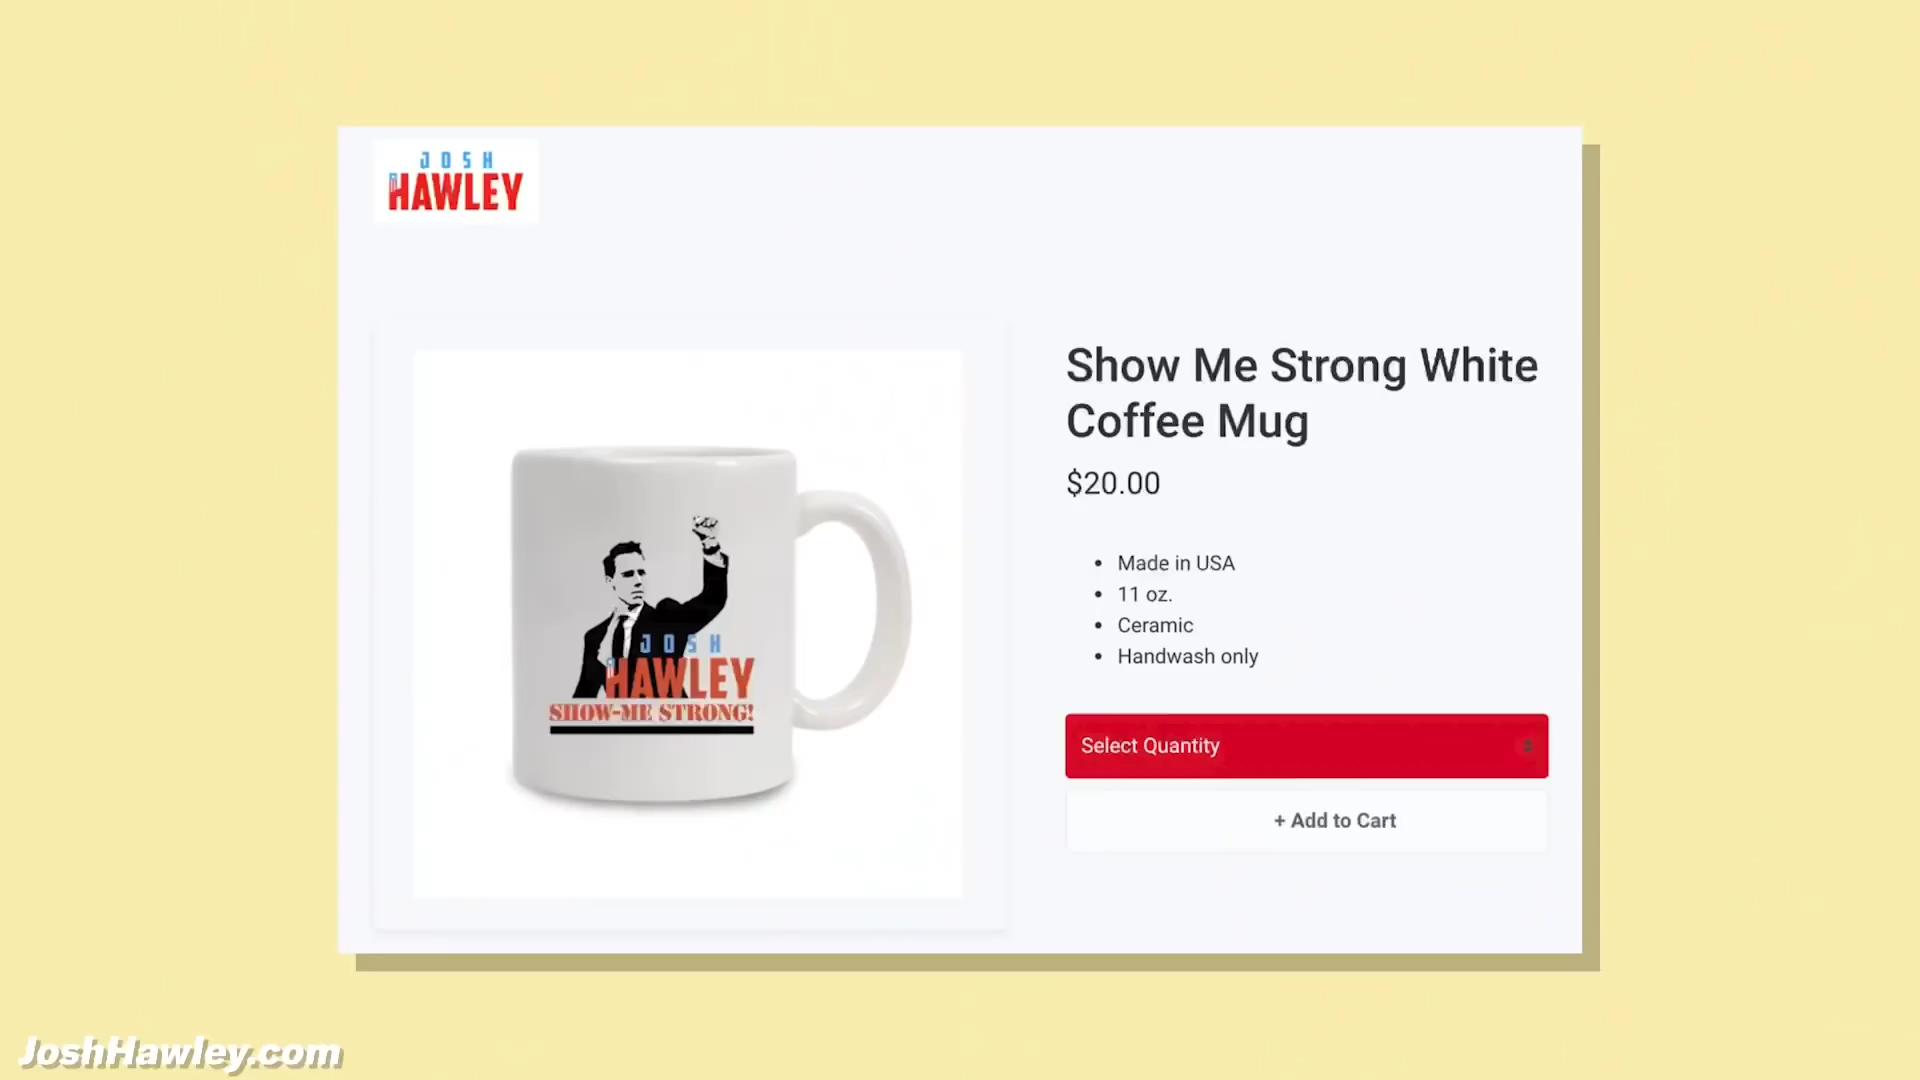 JOSH
HAWLEY
Show Me Strong White
Coffee Mug
$20.00
Made in USA
11 oz.
Ceramic
Handwash only
Select Quantity
+ Add to Cart
JOSH
HAWLEY
SHOW-ME STRONG!
JoshHawley.com